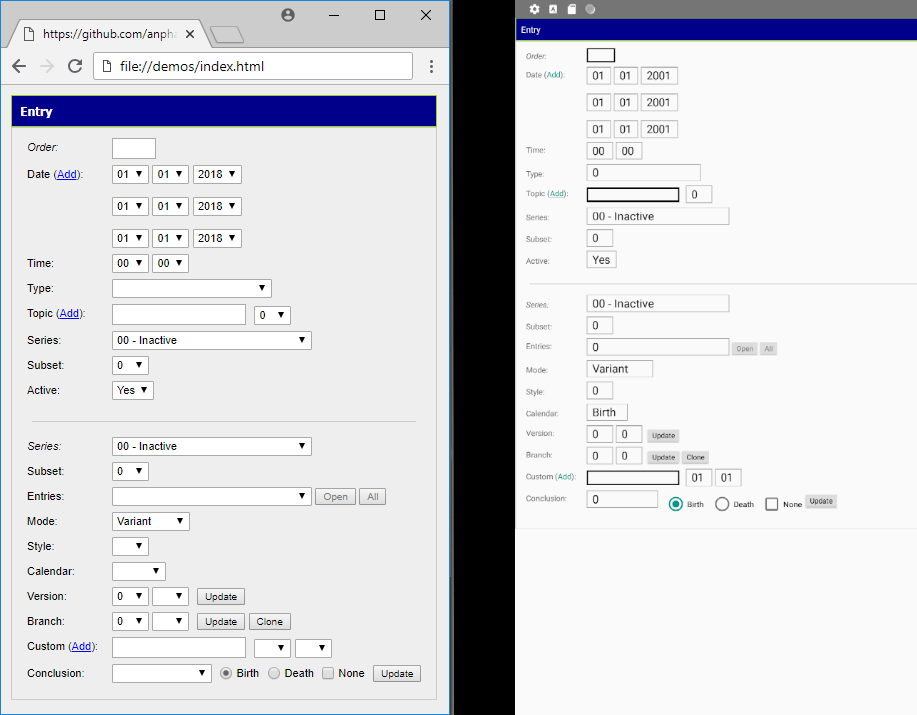 https://github.com/anpha
file://demos/index.html
Entry
Order:
Date (Add): 01 01 2018
01 01 2018
01 01 2018
Time: 00 00
Type:
Topic (Add): 0
Series: 00 - Inactive
Subset: 0
Active: Yes
Series: 00 - Inactive
Subset: 0
Entries: Open All
Mode: Variant
Style:
Calendar:
Version: 0 Update
Branch: 0 Update Clone
Custom (Add):
Conclusion: Birth Death None Update
Entry
Order:
Date (Add): 01 01 2001
01 01 2001
01 01 2001
Time: 00 00
Type: 0
Topic (Add): 0
Series: 00 - Inactive
Subset: 0
Active: Yes
Series: 00 - Inactive
Subset: 0
Entries: 0 Open All
Mode: Variant
Style: 0
Calendar: Birth
Version: 0 0 Update
Branch: 0 0 Update Clone
Custom (Add): 01 01
Conclusion: 0 Birth Death None Update